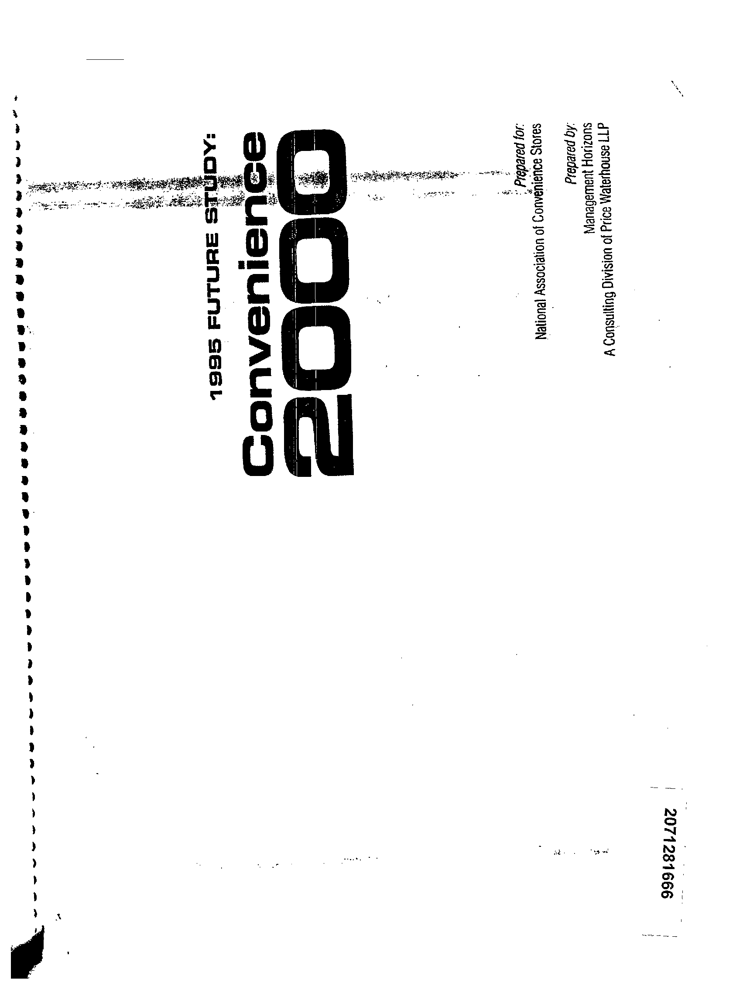 1995 FUTURE STUDY:
Convenience
2000
Prepared for:
National Association of Convenience Stores
Prepared by:
Management Horizons
A Consulting Division of Price Waterhouse LLP
2071281666